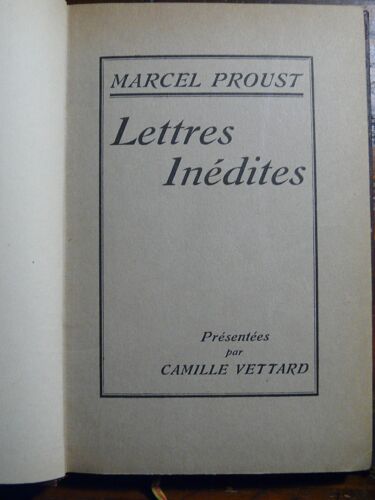 MARCEL PROUST
Lettres
Inédites
Présentées
par
CAMILLE VETTARD